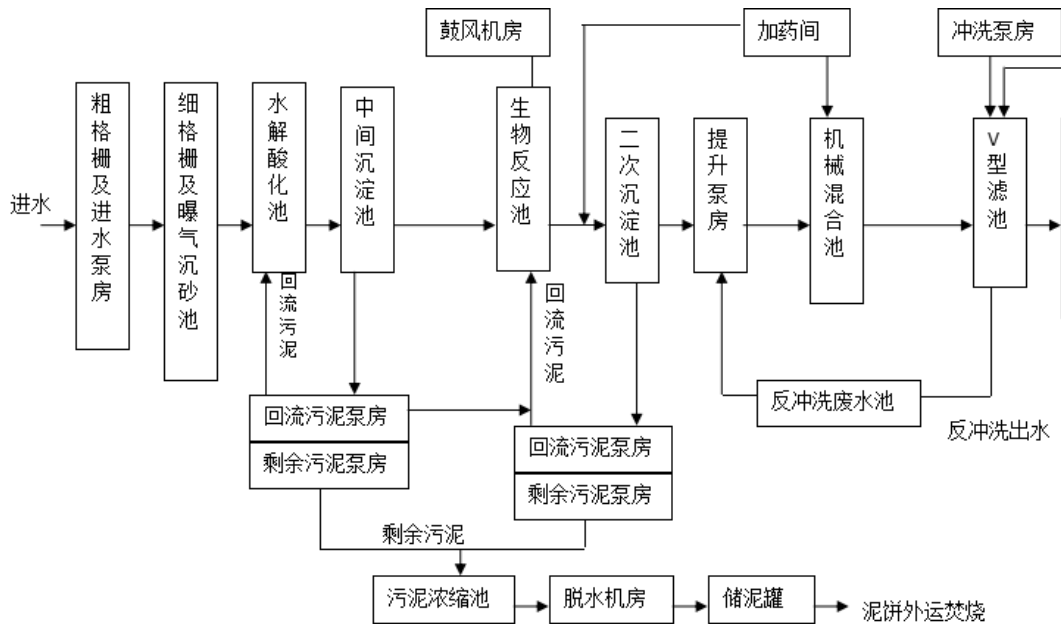 鼓风机房
加药间
冲洗泵房
进水
粗格栅及进水泵房
细格栅及曝气沉砂池
水解酸化池
中间沉淀池
生物反应池
二次沉淀池
提升泵房
机械混合池
V型滤池
回流污泥
回流污泥
回流污泥泵房
剩余污泥泵房
回流污泥泵房
剩余污泥泵房
反冲洗废水池
反冲洗出水
剩余污泥
污泥浓缩池
脱水机房
储泥罐
泥饼外运焚烧